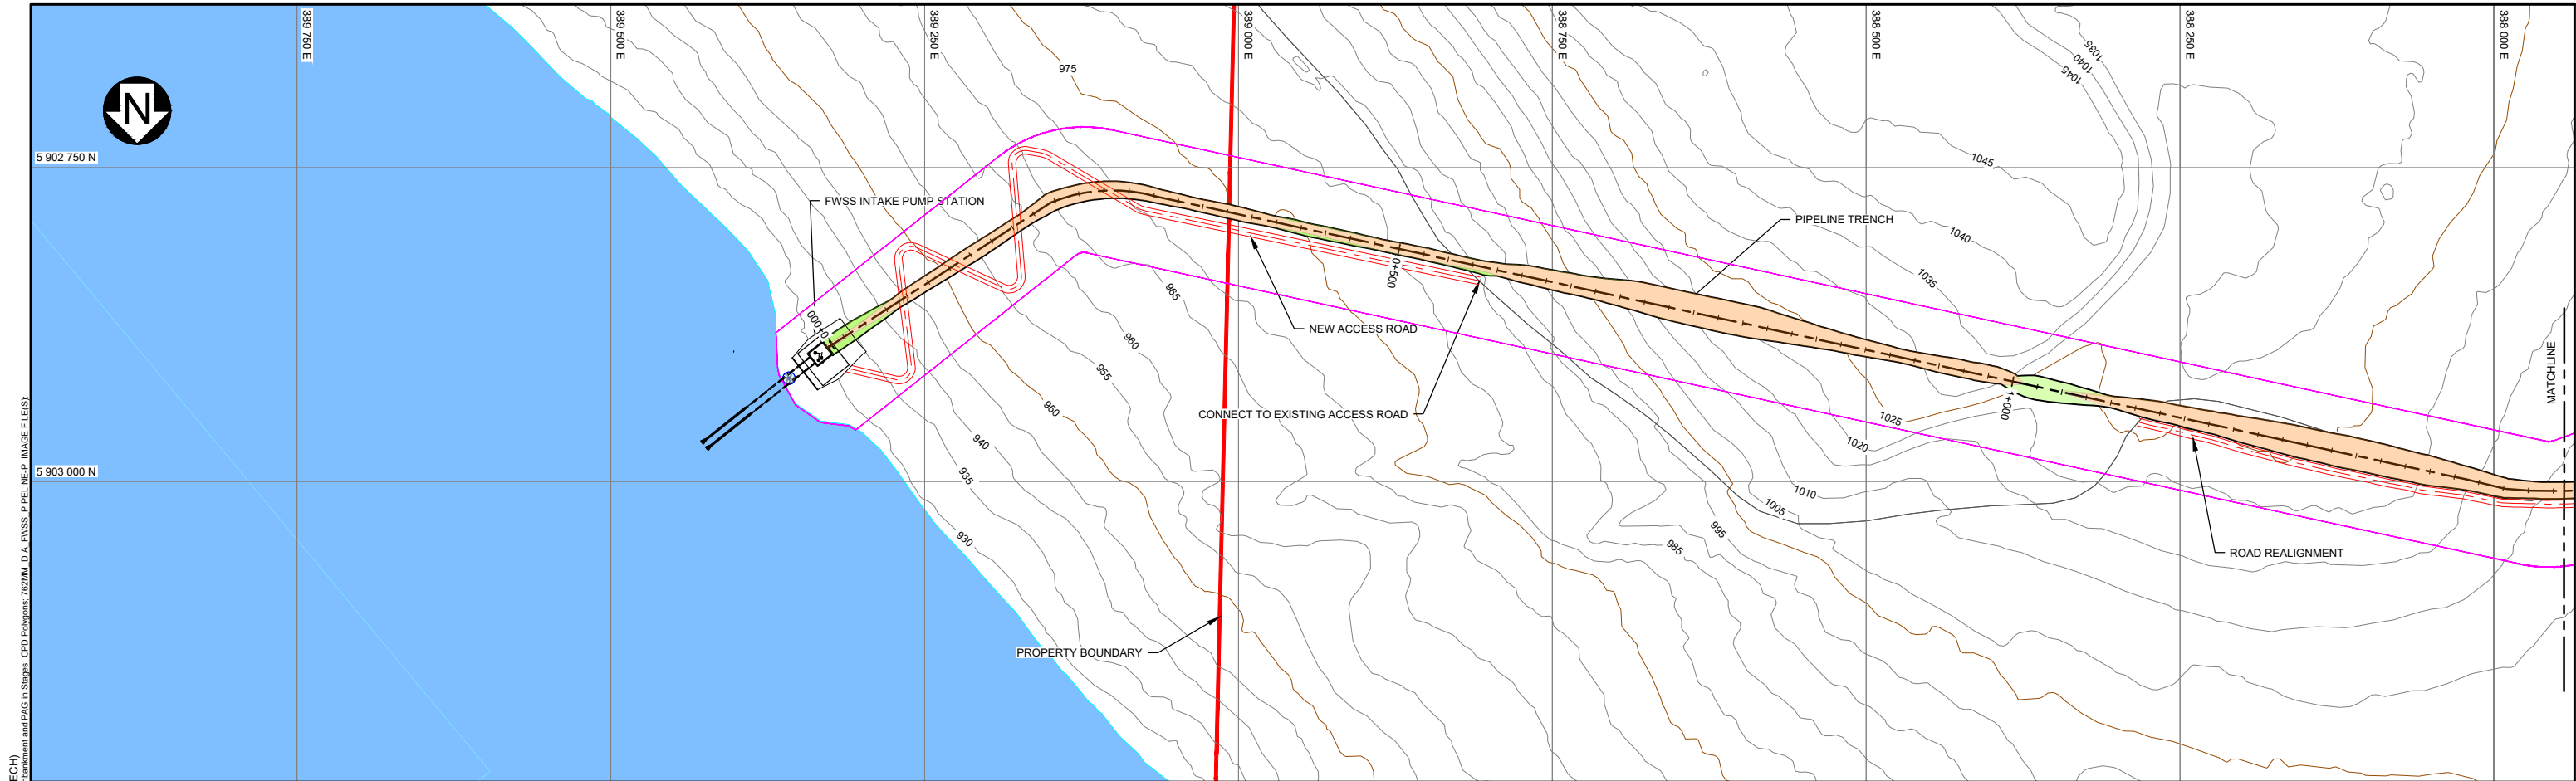 389 750 E
389 500 E
389 250 E
389 000 E
388 750 E
388 500 E
388 250 E
388 000 E
N
975
1035
1040
1045
5 902 750 N
1045
FWSS INTAKE PUMP STATION
PIPELINE TRENCH
1040
0+500
1035
965
0+000
NEW ACCESS ROAD
960
955
MATCHLINE
950
CONNECT TO EXISTING ACCESS ROAD
1+000
1025
940
1020
5 903 000 N
935
1010
1005
995
930
985
ROAD REALIGNMENT
PROPERTY BOUNDARY
ECH)
bankment and PAG in Stages; CPD Polygons; 762MM_DIA_FWSS_PIPELINE-P IMAGE FILE(S):